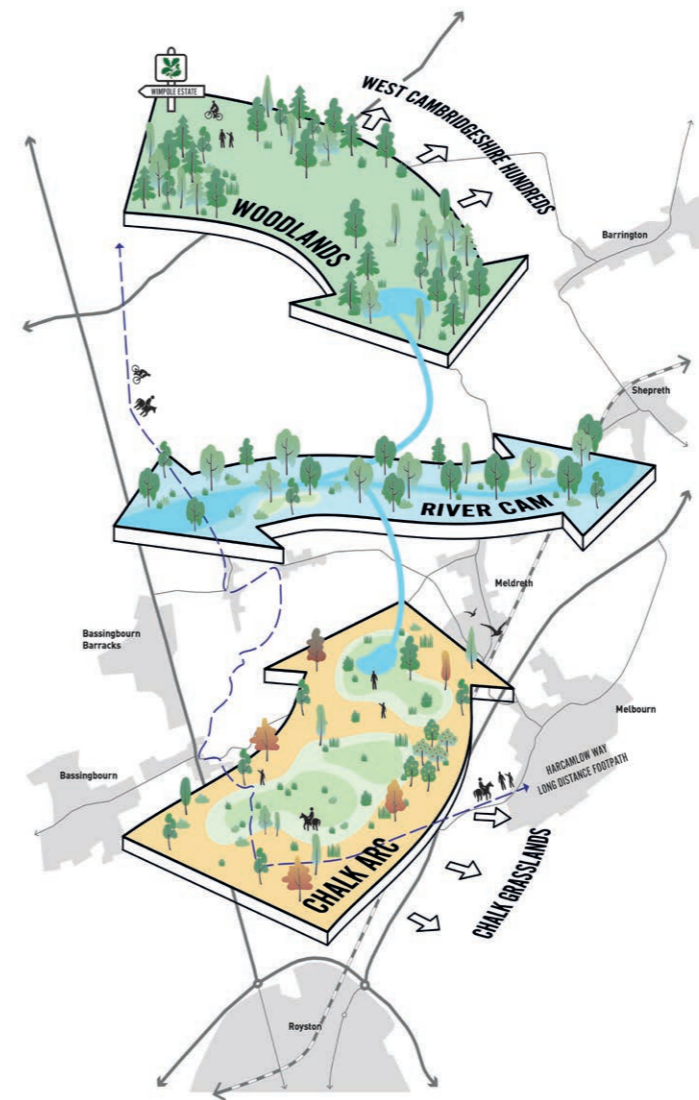 WIMPOLE ESTATE
WEST CAMBRIDGESHIRE HUNDREDS
WOODLANDS
Barrington
Shepreth
RIVER CAM
Meldreth
Bassingbourn
Barracks
Melbourn
Bassingbourn
HARCAMLOW WAY
LONG DISTANCE FOOTPATH
CHALK ARC
CHALK GRASSLANDS
Royston